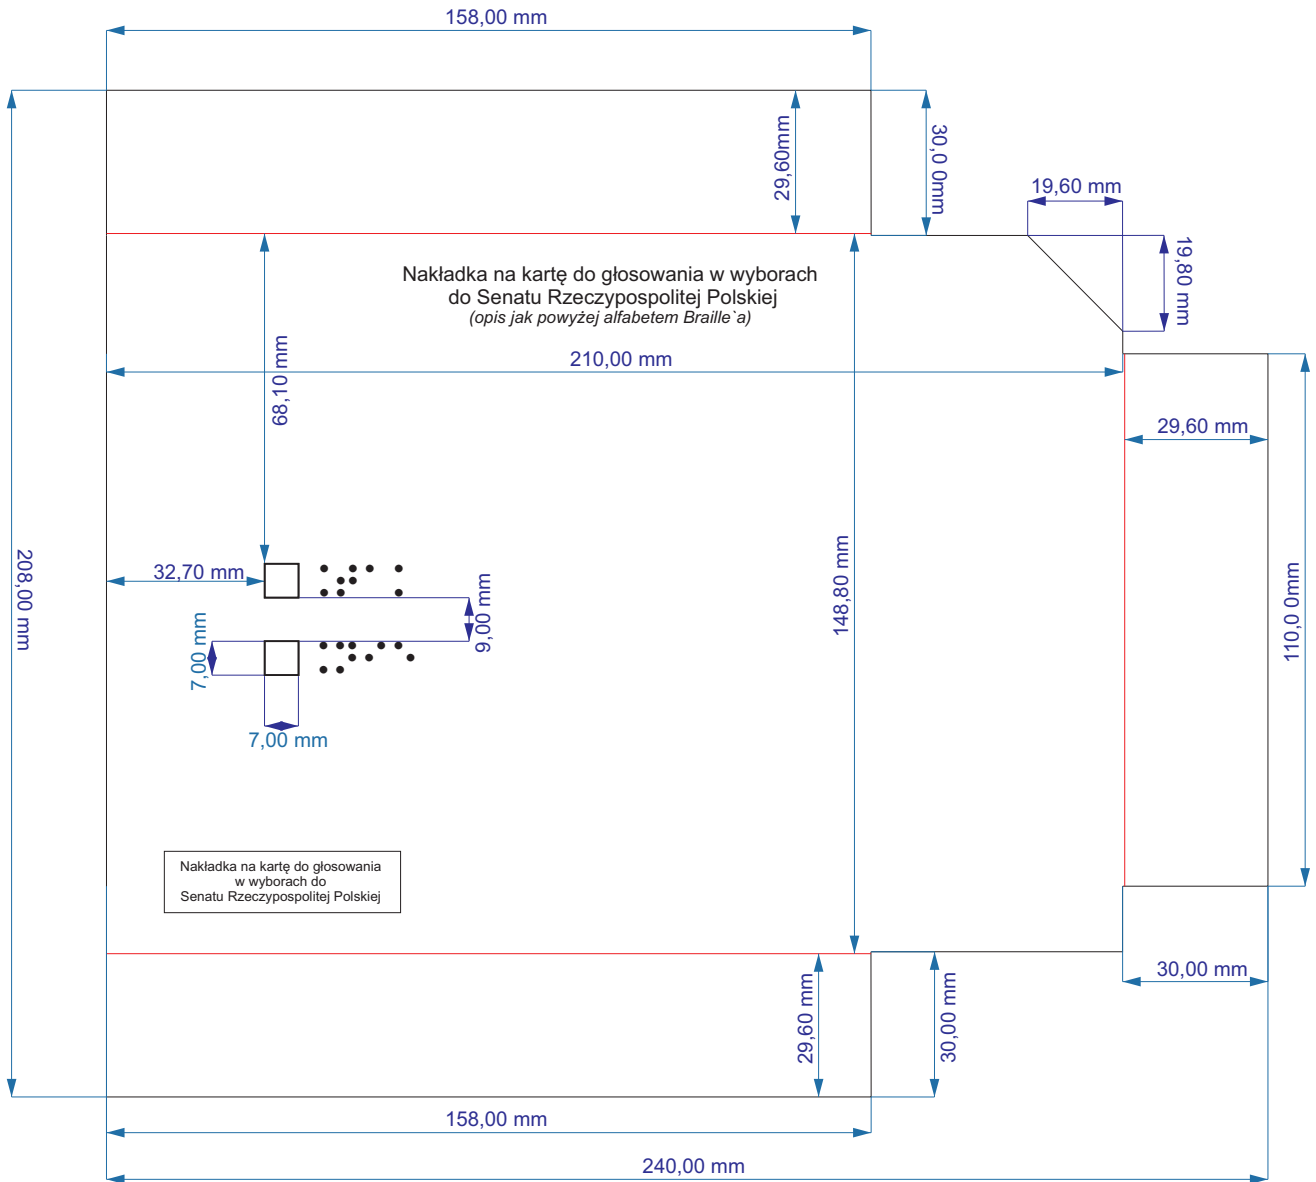 158,00 mm
29,60mm
30,0 0mm
19,60 mm
19,80 mm
Nakładka na kartę do głosowania w wyborach
do Senatu Rzeczypospolitej Polskiej
(opis jak powyżej alfabetem Braille`a)
210,00 mm
68,10 mm
29,60 mm
208,00 mm
32,70 mm
148,80 mm
6,00 mm
110,0 0mm
7,00 mm
7,00 mm
Nakładka na kartę do głosowania
w wyborach do
Senatu Rzeczypospolitej Polskiej
29,60 mm
30,00 mm
30,00 mm
158,00 mm
240,00 mm